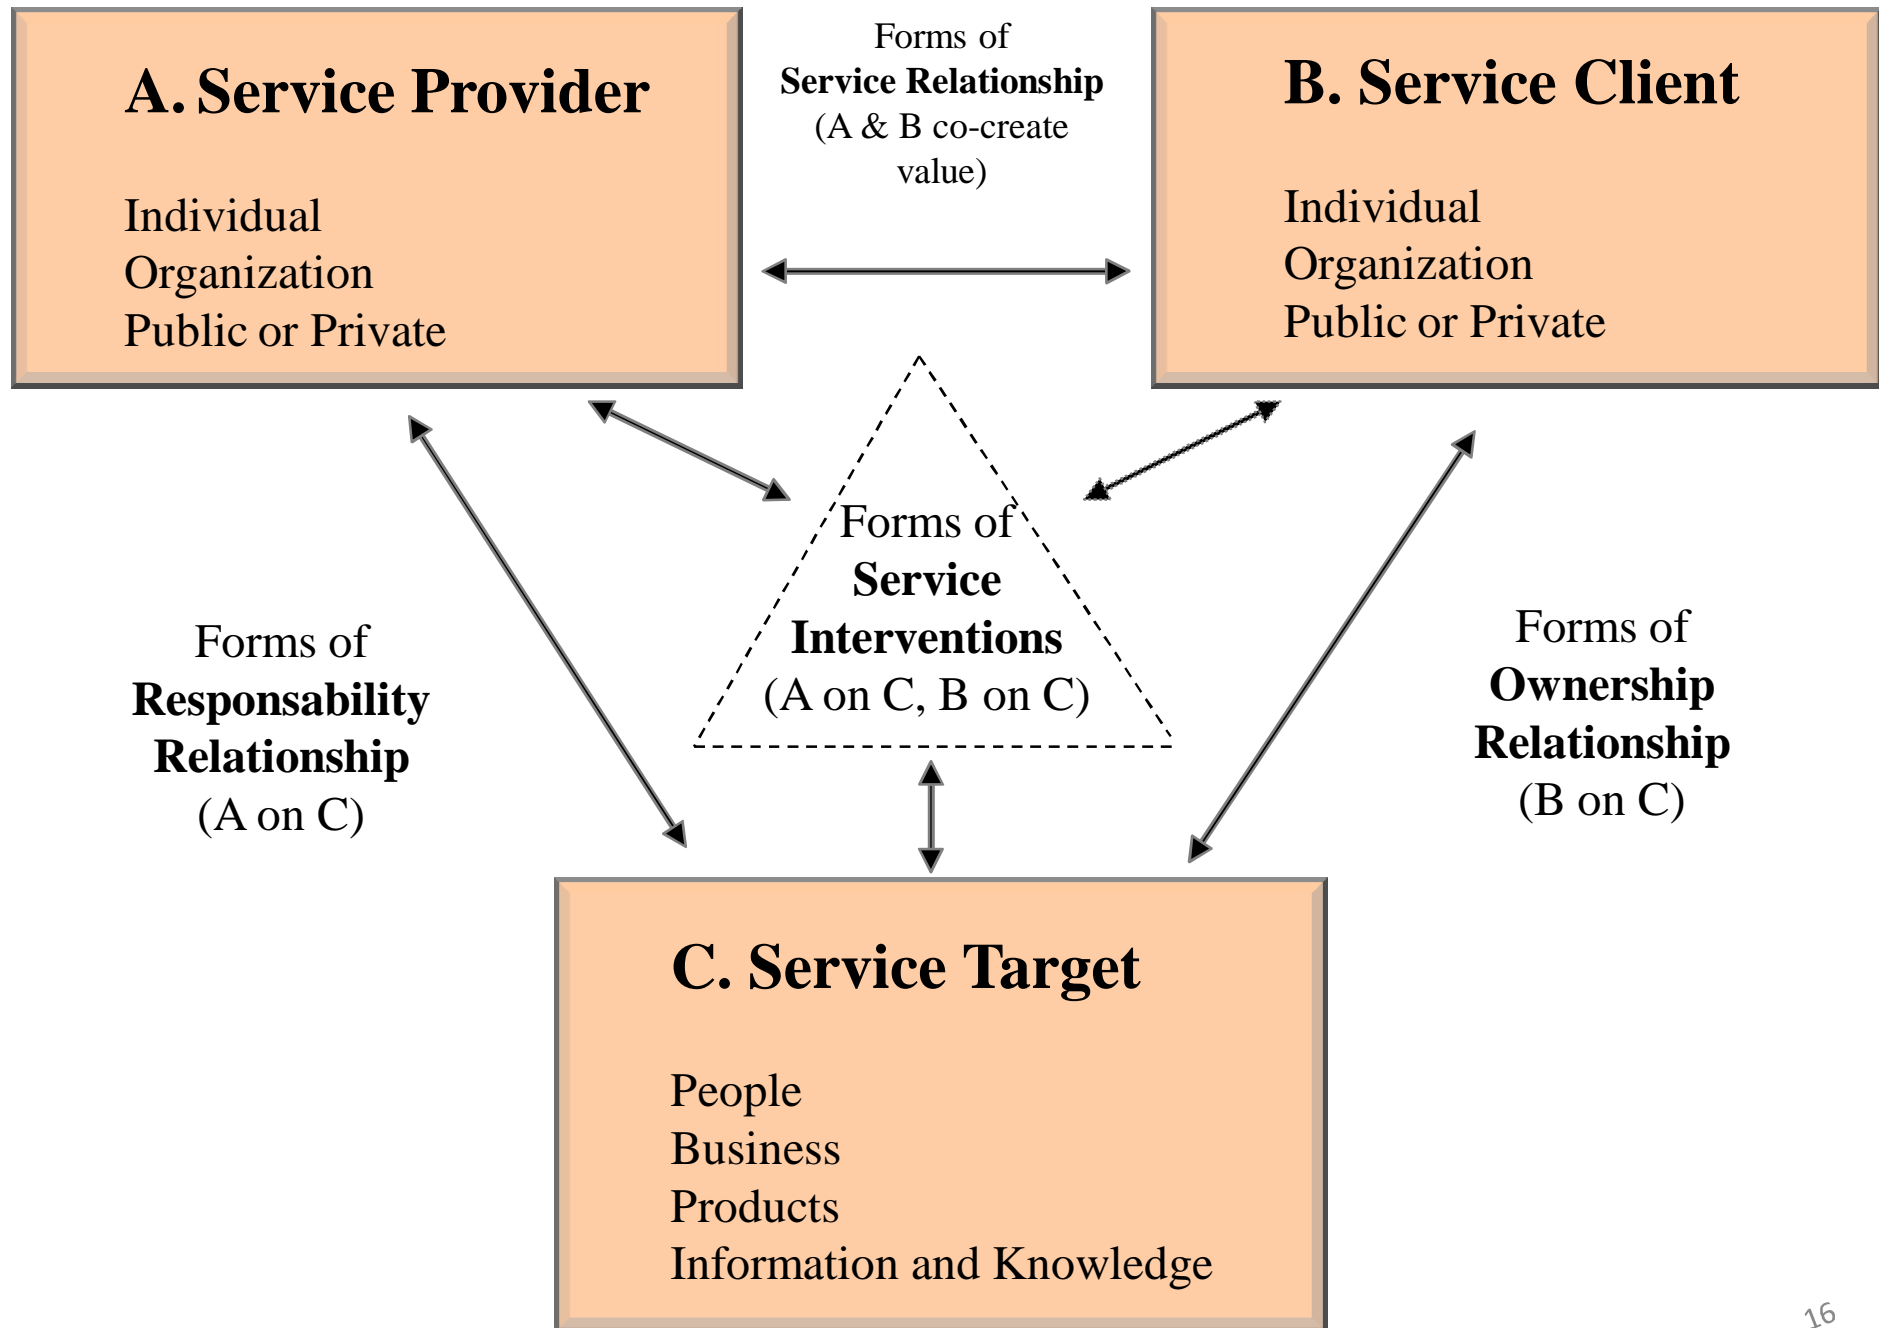 A. Service Provider
Individual
Organization
Public or Private
Forms of
Service Relationship
(A & B co-create
value)
B. Service Client
Individual
Organization
Public or Private
Forms of
Service
Interventions
(A on C, B on C)
Forms of
Responsability
Relationship
(A on C)
Forms of
Ownership
Relationship
(B on C)
C. Service Target
People
Business
Products
Information and Knowledge
16